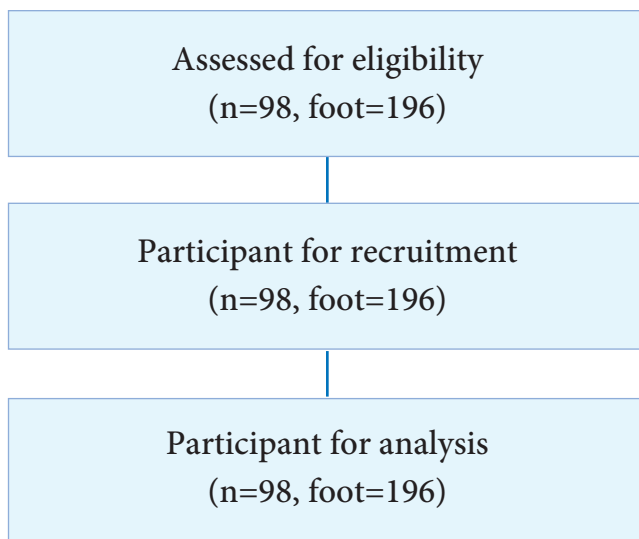 Assessed for eligibility
(n=98, foot=196)
Participant for recruitment
(n=98, foot=196)
Participant for analysis
(n=98, foot=196)